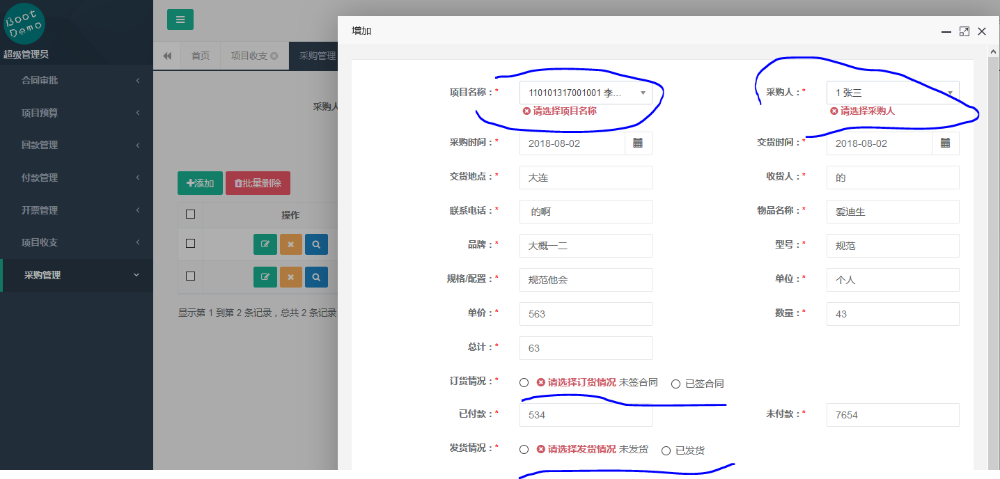 Boot
Demo
超级管理员
合同审批
项目预算
回款管理
付款管理
开票管理
项目收支
采购管理
首页
项目收支
采购管理
采购人
添加
批量删除
操作
显示第 1 到第 2 条记录，总共 2 条记录
增加
项目名称：* 110101317001001 李...
请选择项目名称
采购人：* 1 张三
请选择采购人
采购时间：* 2018-08-02
交货时间：* 2018-08-02
交货地点：* 大连
收货人：* 的
联系电话：* 的啊
物品名称：* 爱迪生
品牌：* 大概一二
型号：* 规范
规格/配置：* 规范他会
单位：* 个人
单价：* 563
数量：* 43
总计：* 63
订货情况：* 请选择订货情况 未签合同 已签合同
已付款：* 534
未付款：* 7654
发货情况：* 请选择发货情况 未发货 已发货